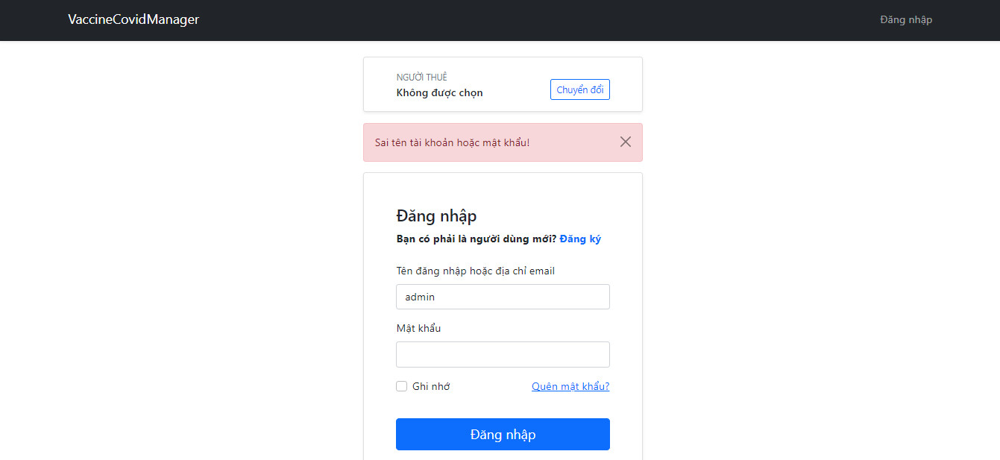 VaccineCovidManager
Đăng nhập
NGƯỜI THUÊ
Không được chọn
Chuyển đổi
Sai tên tài khoản hoặc mật khẩu!
Đăng nhập
Bạn có phải là người dùng mới? Đăng ký
Tên đăng nhập hoặc địa chỉ email
admin
Mật khẩu
Ghi nhớ
Quên mật khẩu?
Đăng nhập